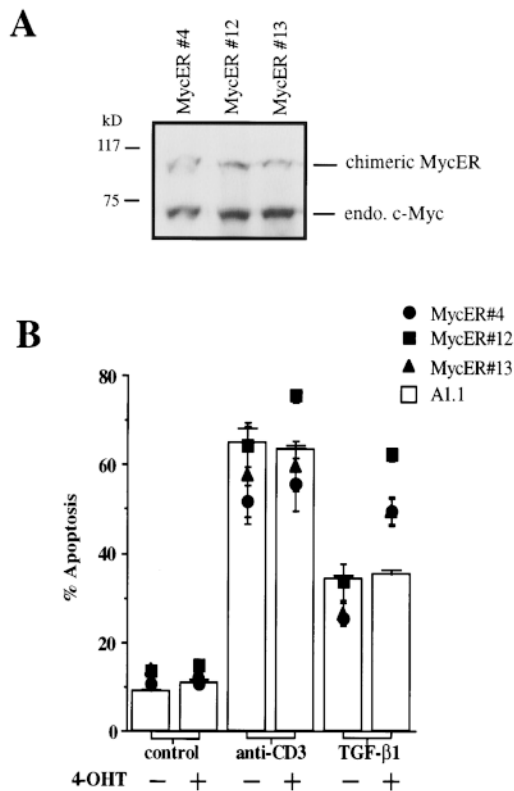 A
MycER #4
MycER #12
MycER #13
kD
117
75
chimeric MycER
endo. c-Myc
B
MycER#4
MycER#12
MycER#13
A1.1
80
60
40
20
0
% Apoptosis
control
anti-CD3
TGF-β1
4-OHT
− + − + − +